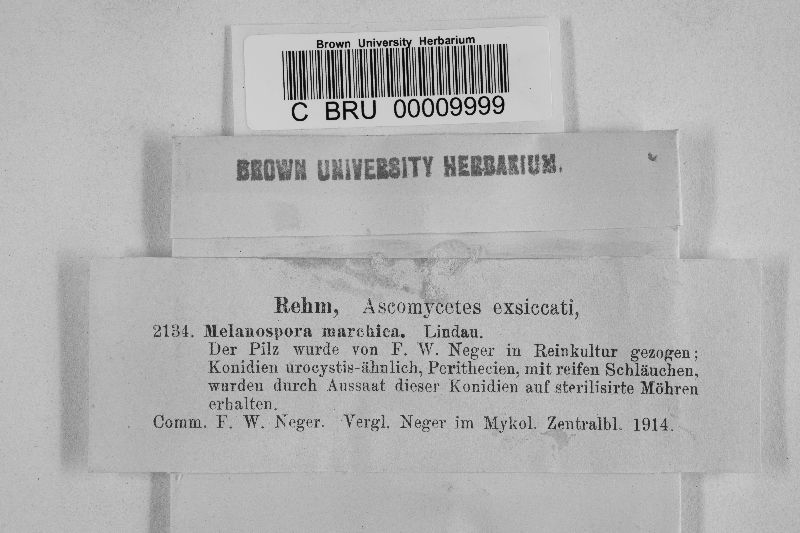 Brown University Herbarium
C BRU 00009999
BROWN UNIVERSITY HERBARIUM.
Rehm, Ascomycetes exsiccati,
2134. Melanospora marchica. Lindau.
Der Pilz wurde von F. W. Neger in Reinkultur gezogen;
Konidien urocystis-ähnlich, Perithecien, mit reifen Schläuchen,
wurden durch Aussaat dieser Konidien auf sterilisirte Möhren
erhalten.
Comm. F. W. Neger. Vergl. Neger im Mykol. Zentralbl. 1914.